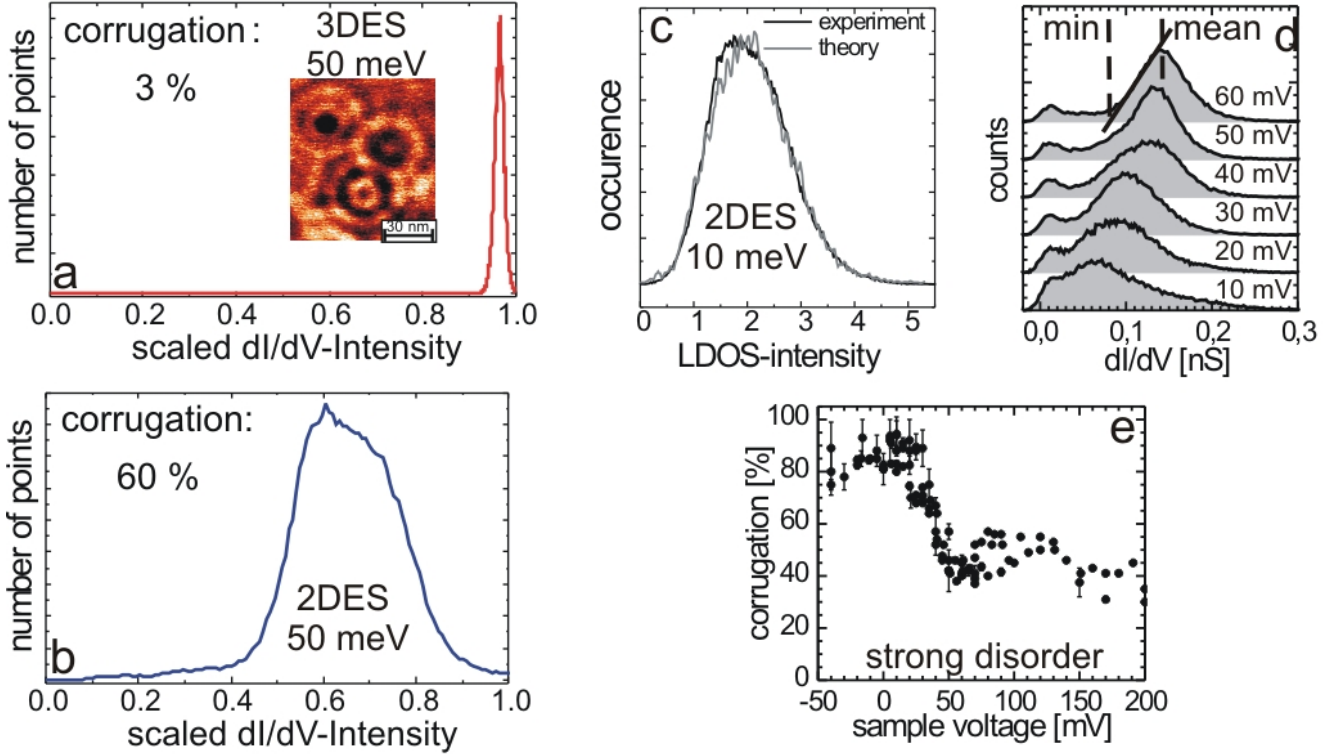 number of points
corrugation :
3 %
3DES
50 meV
30 nm
a
0.0 0.2 0.4 0.6 0.8 1.0
scaled dI/dV-Intensity
number of points
corrugation:
60 %
2DES
50 meV
b
0.0 0.2 0.4 0.6 0.8 1.0
scaled dI/dV-Intensity
c
experiment
theory
occurence
2DES
10 meV
0 1 2 3 4 5
LDOS-intensity
min mean d
60 mV
50 mV
40 mV
30 mV
20 mV
10 mV
counts
0,0 0,1 0,2 0,3
dI/dV [nS]
e
100
80
60
40
20
0
corrugation [%]
strong disorder
-50 0 50 100 150 200
sample voltage [mV]